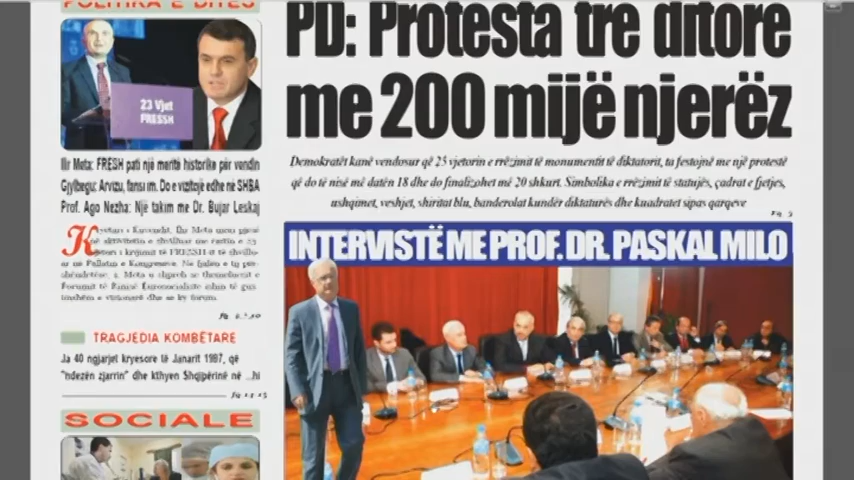 POLITIKA E DITËS
23 Vjet
FRESSH
Ilir Meta: FRESH pati një meritë historike për vendin
Gjylbegu: Arvizu, fansi im. Do e vizitojë edhe në SHBA
Prof. Ago Nezha: Një takim me Dr. Bujar Leskaj
TRAGJEDIA KOMBËTARE
Ja 40 ngjarjet kryesore të Janarit 1997, që
"ndezën zjarrin" dhe kthyen Shqipërinë në ...hi
fq 14-15
SOCIALE
PD: Protesta tre ditore
me 200 mijë njerëz
Demokratët kanë vendosur që 25 vjetorin e rrëzimit të monumentit të diktatorit, ta festojnë me një protestë
që do të nisë me datën 18 dhe do finalizohet më 20 shkurt. Simbolika e rrëzimit të statujës, çadrat e fjetjes,
ushqimet, veshjet, shiritat blu, banderolat kundër diktaturës dhe kuadratet sipas qarqeve
INTERVISTË ME PROF. DR. PASKAL MILO